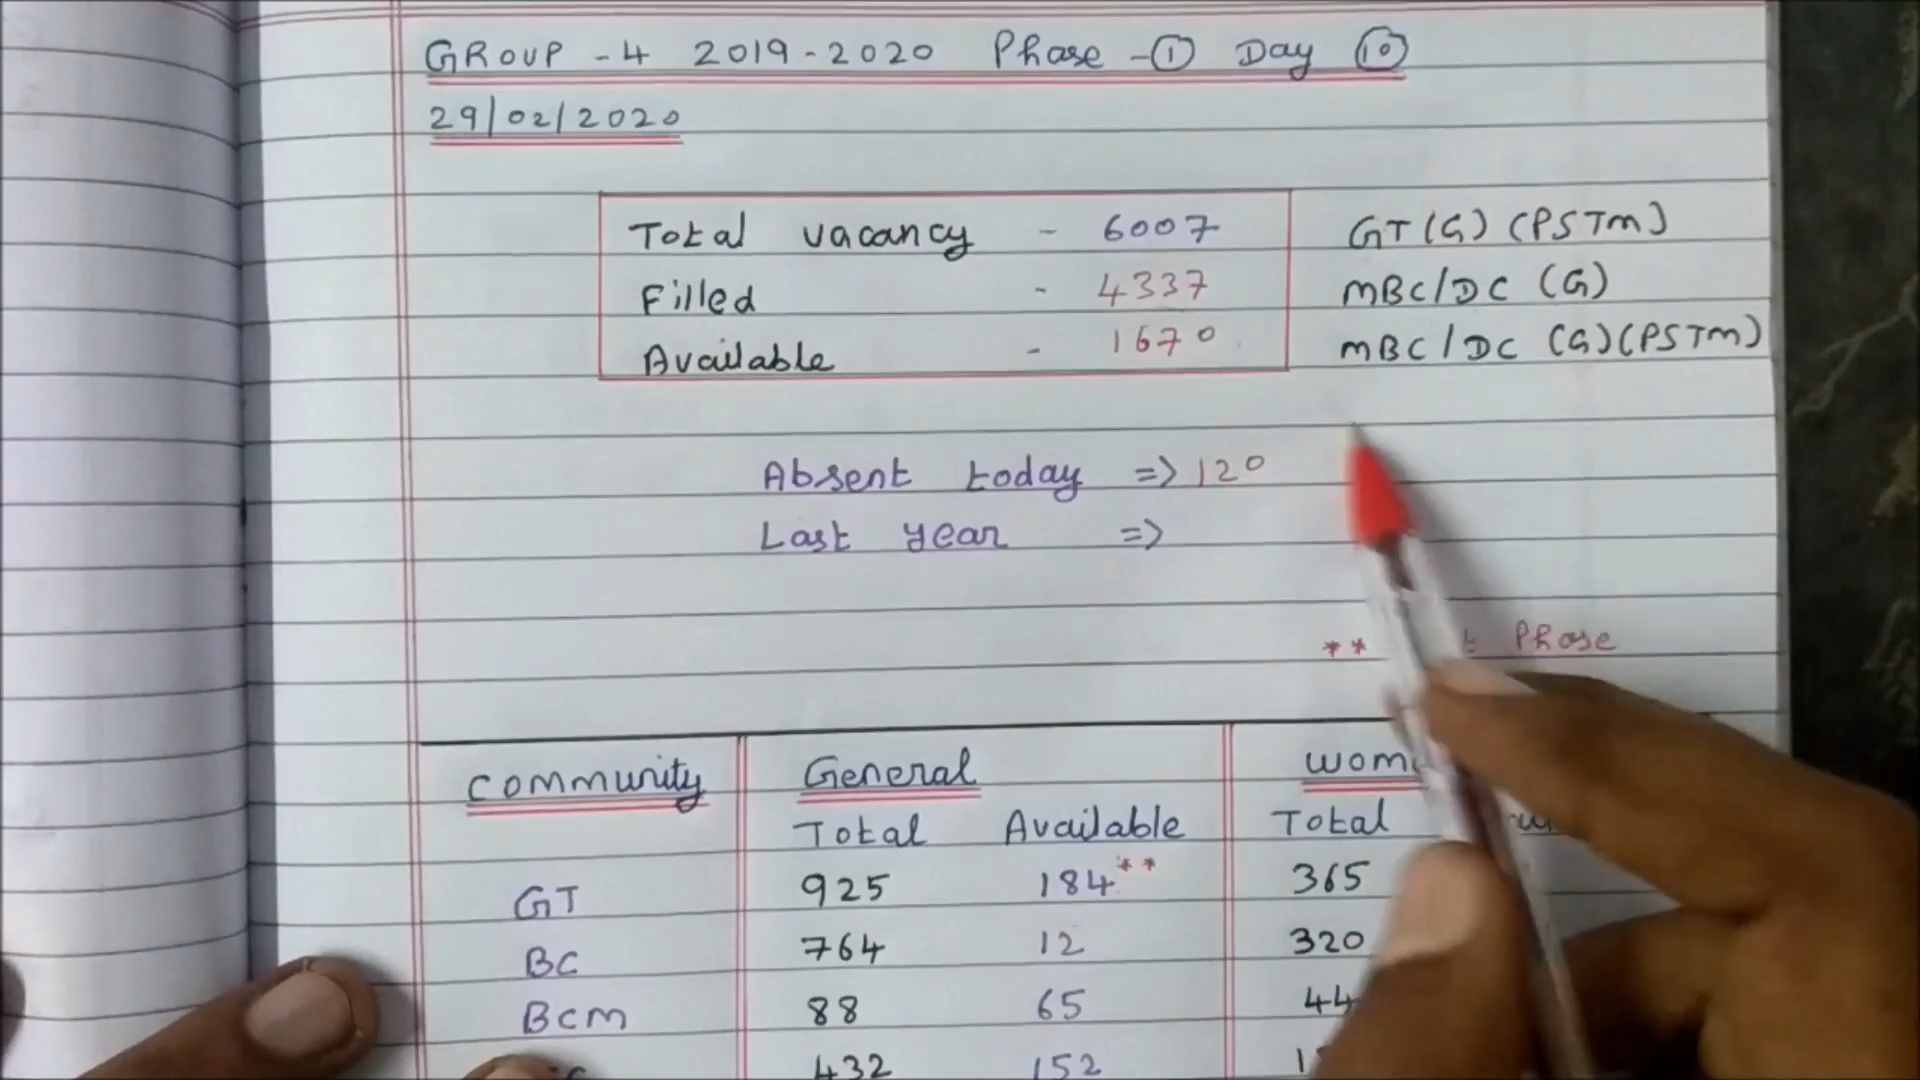 GROUP - 4 2019-2020 Phase - ① Day ⑩
29/02/2020
Total vacancy - 6007 GT(G) (PSTM)
Filled - 4337 MBC/DC (G)
Available - 1670 MBC/DC (G)(PSTM)
Absent today => 120
Last year =>
** Phase
Community General
Total Available Total
GT 925 184** 365
BC 764 12 320
BCM 88 65 44
432 152